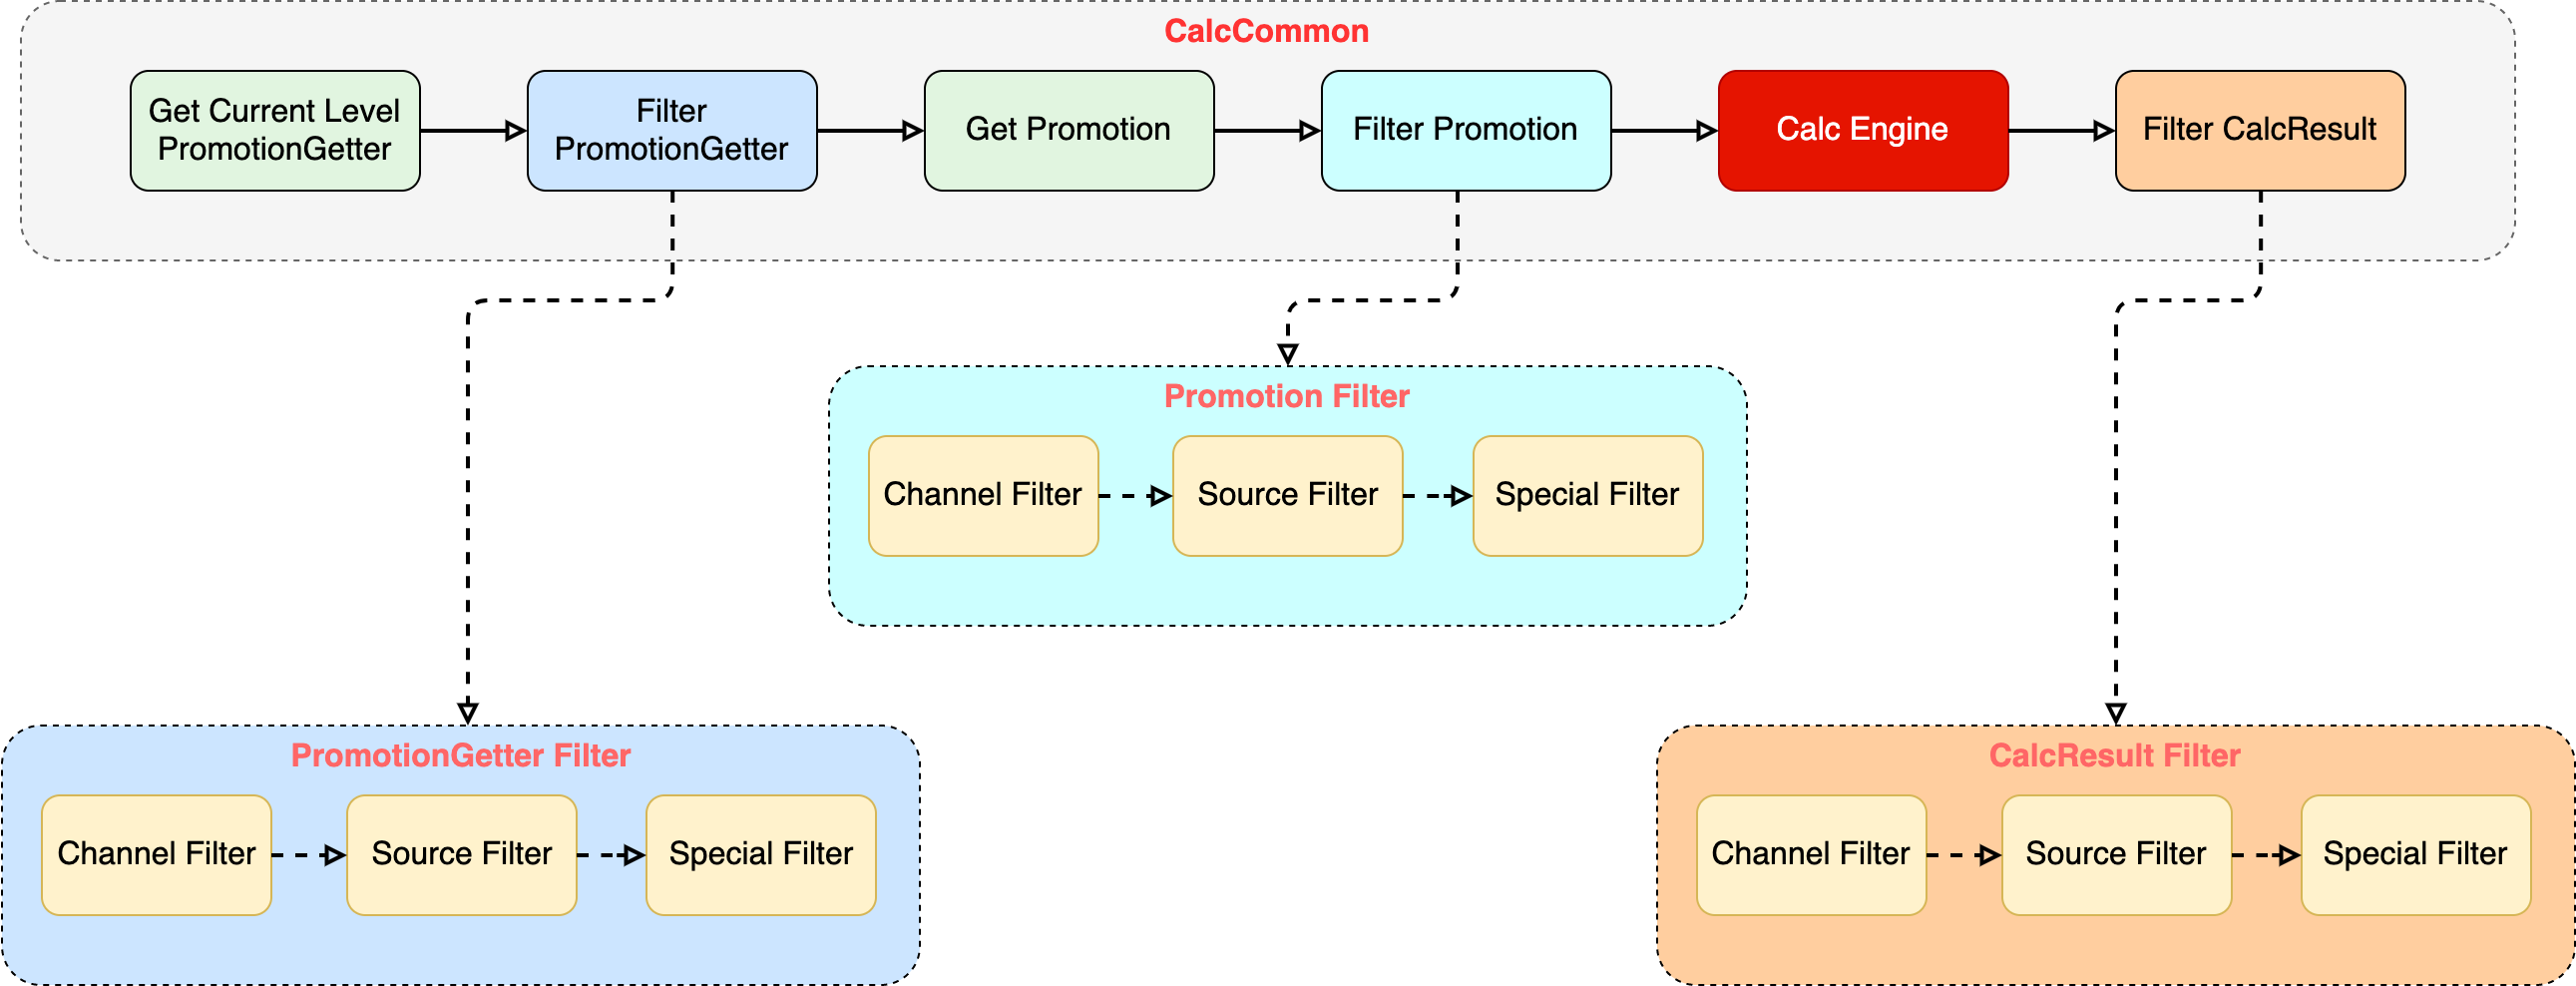 CalcCommon
Get Current Level
PromotionGetter
Filter
PromotionGetter
Get Promotion
Filter Promotion
Calc Engine
Filter CalcResult
Promotion Filter
Channel Filter
Source Filter
Special Filter
PromotionGetter Filter
Channel Filter
Source Filter
Special Filter
CalcResult Filter
Channel Filter
Source Filter
Special Filter